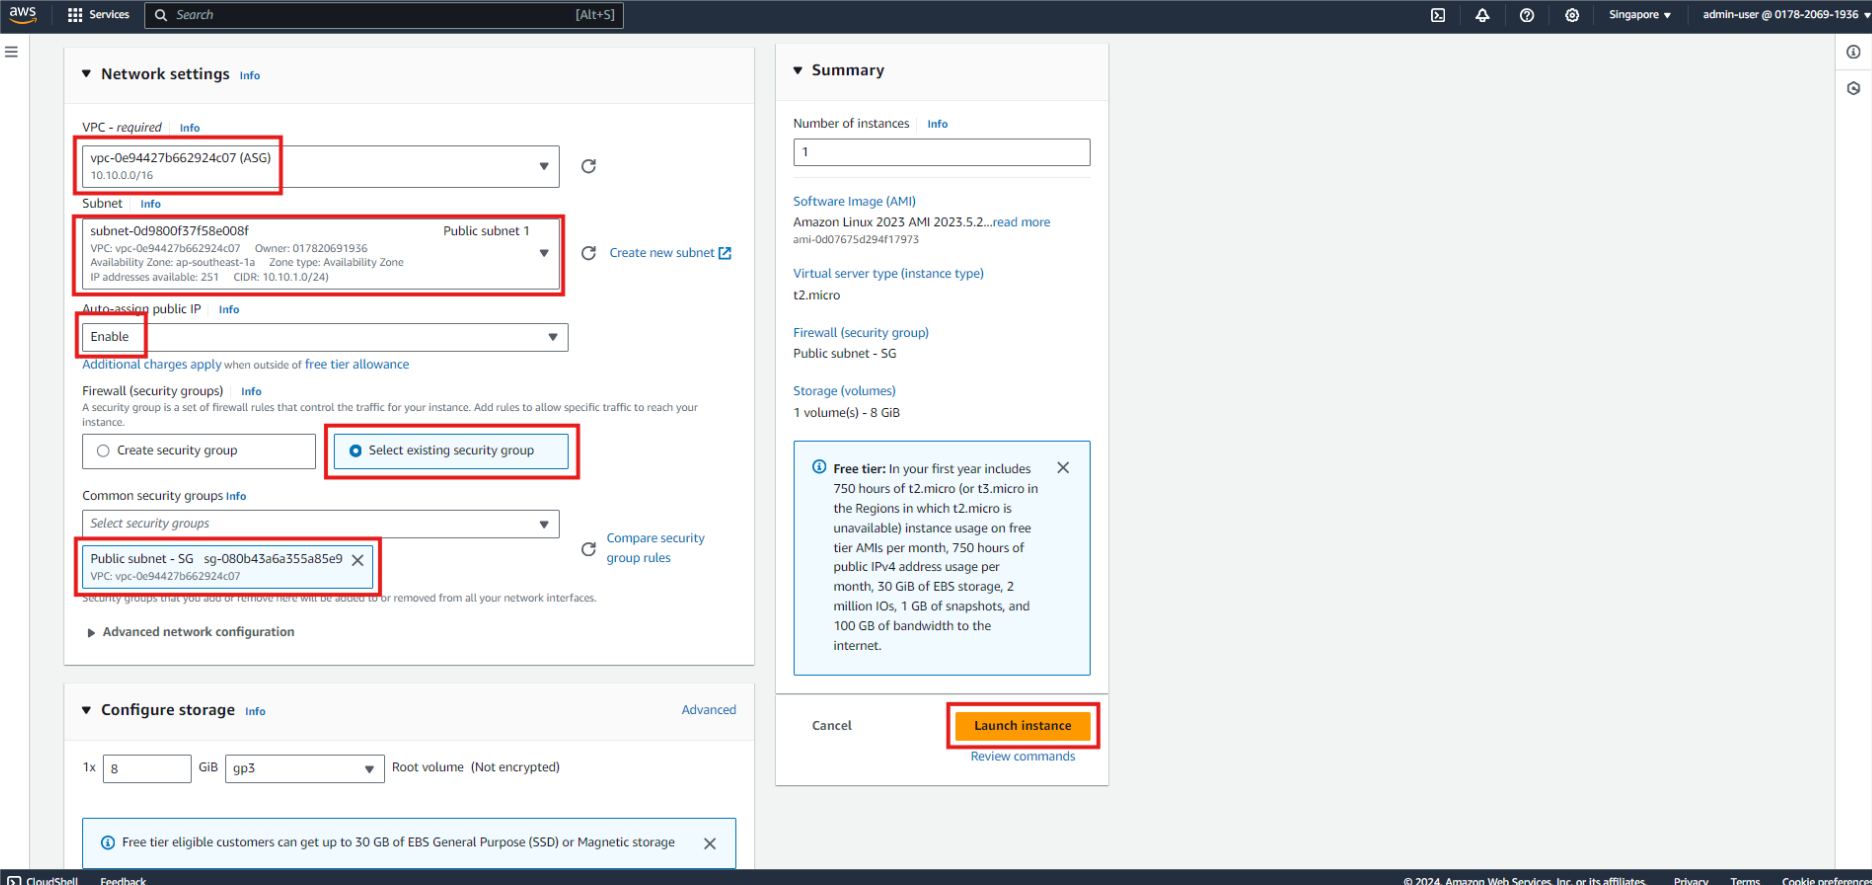 aws
Services
Search
[Alt+S]
Singapore
admin-user @ 0178-2069-1936
Network settings Info
VPC - required Info
vpc-0e94427b662924c07 (ASG)
10.10.0.0/16
Subnet Info
subnet-0d9800f37f58e008f Public subnet 1
VPC: vpc-0e94427b662924c07 Owner: 017820691936
Availability Zone: ap-southeast-1a Zone type: Availability Zone
IP addresses available: 251 CIDR: 10.10.1.0/24)
Create new subnet
Auto-assign public IP Info
Enable
Additional charges apply when outside of free tier allowance
Firewall (security groups) Info
A security group is a set of firewall rules that control the traffic for your instance. Add rules to allow specific traffic to reach your
instance.
Create security group
Select existing security group
Common security groups Info
Select security groups
Public subnet - SG sg-080b43a6a355a85e9
VPC: vpc-0e94427b662924c07
Compare security
group rules
Security groups that you add or remove here will be added to or removed from all your network interfaces.
Advanced network configuration
Configure storage Info
Advanced
1x 8 GiB gp3 Root volume (Not encrypted)
Free tier eligible customers can get up to 30 GB of EBS General Purpose (SSD) or Magnetic storage
Summary
Number of instances Info
1
Software Image (AMI)
Amazon Linux 2023 AMI 2023.5.2...read more
ami-0d07675d294f17973
Virtual server type (instance type)
t2.micro
Firewall (security group)
Public subnet - SG
Storage (volumes)
1 volume(s) - 8 GiB
Free tier: In your first year includes
750 hours of t2.micro (or t3.micro in
the Regions in which t2.micro is
unavailable) instance usage on free
tier AMIs per month, 750 hours of
public IPv4 address usage per
month, 30 GiB of EBS storage, 2
million IOs, 1 GB of snapshots, and
100 GB of bandwidth to the
internet.
Cancel
Launch instance
Review commands
CloudShell Feedback
© 2024, Amazon Web Services, Inc. or its affiliates. Privacy Terms Cookie preferences